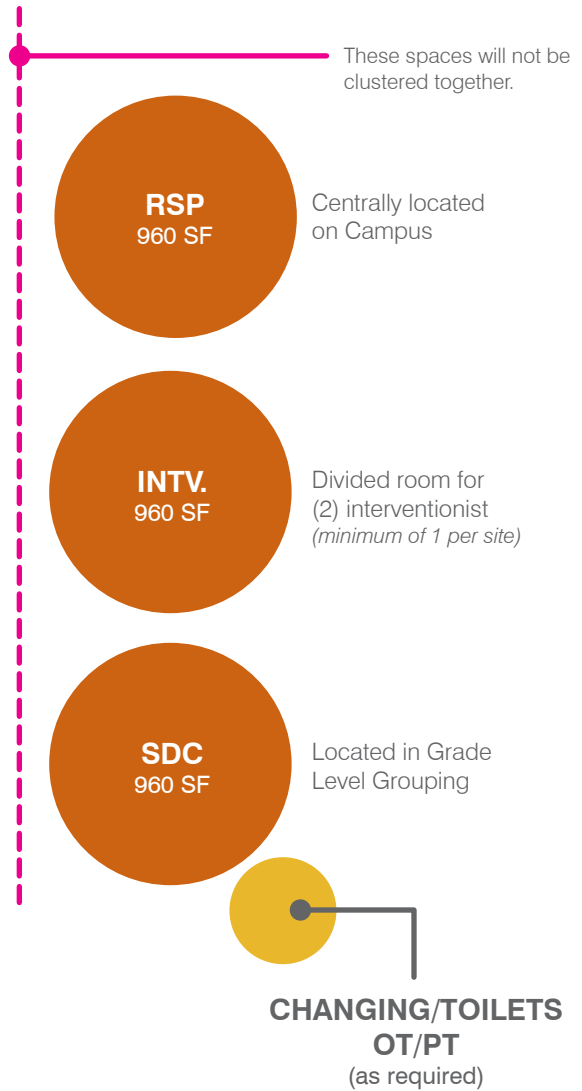 These spaces will not be
clustered together.
RSP
960 SF
Centrally located
on Campus
INTV.
960 SF
Divided room for
(2) interventionist
(minimum of 1 per site)
SDC
960 SF
Located in Grade
Level Grouping
CHANGING/TOILETS
OT/PT
(as required)